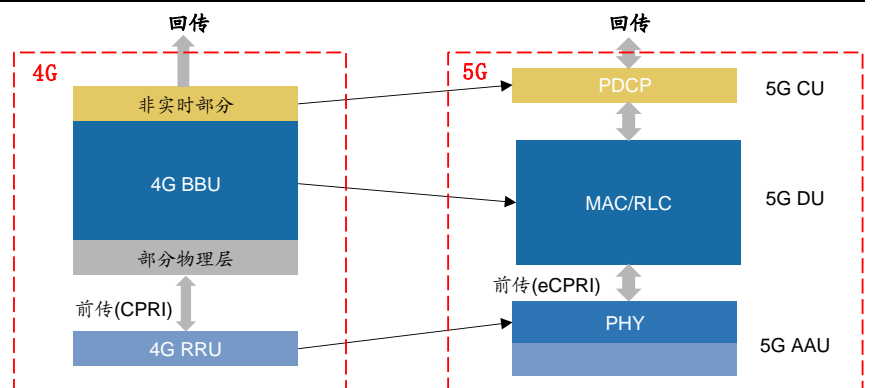 回传
4G
非实时部分
4G BBU
部分物理层
前传(CPRI)
4G RRU
回传
5G
PDCP
5G CU
MAC/RLC
5G DU
前传(eCPRI)
PHY
5G AAU